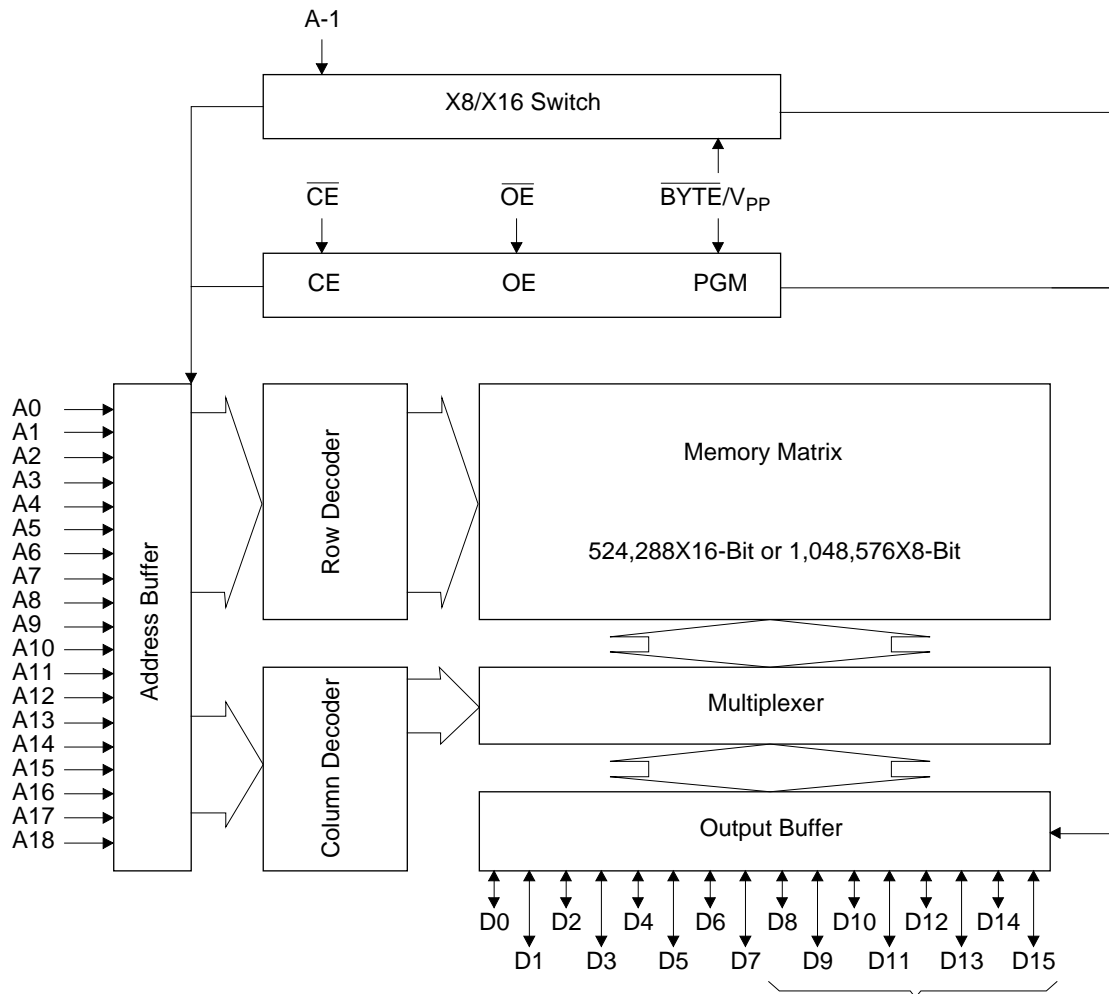 A-1
X8/X16 Switch
CE OE BYTE/VPP
CE OE PGM
A0
A1
A2
A3
A4
A5
A6
A7
A8
A9
A10
A11
A12
A13
A14
A15
A16
A17
A18
Address Buffer
Row Decoder
Memory Matrix
524,288X16-Bit or 1,048,576X8-Bit
Column Decoder
Multiplexer
Output Buffer
D0 D2 D4 D6 D8 D10 D12 D14
D1 D3 D5 D7 D9 D11 D13 D15